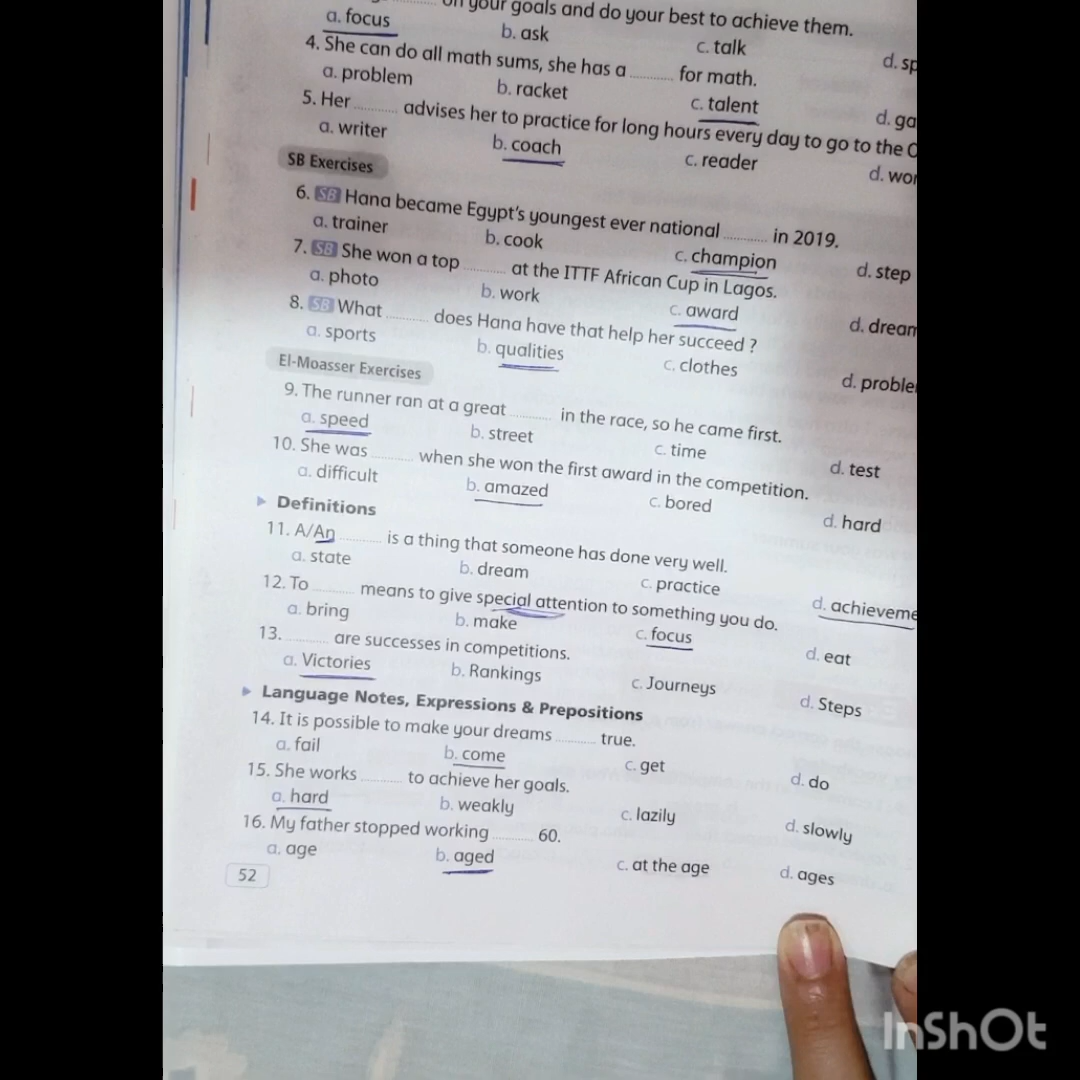 on your goals and do your best to achieve them.
a. focus b. ask c. talk d. sp
4. She can do all math sums, she has a .......... for math.
a. problem b. racket c. talent d. ga
5. Her .......... advises her to practice for long hours every day to go to the O
a. writer b. coach c. reader d. wor
SB Exercises
6. SB Hana became Egypt's youngest ever national .......... in 2019.
a. trainer b. cook c. champion d. step
7. SB She won a top .......... at the ITTF African Cup in Lagos.
a. photo b. work c. award d. dream
8. SB What .......... does Hana have that help her succeed ?
a. sports b. qualities c. clothes d. proble
El-Moasser Exercises
9. The runner ran at a great .......... in the race, so he came first.
a. speed b. street c. time d. test
10. She was .......... when she won the first award in the competition.
a. difficult b. amazed c. bored d. hard
Definitions
11. A/An .......... is a thing that someone has done very well.
a. state b. dream c. practice d. achieveme
12. To .......... means to give special attention to something you do.
a. bring b. make c. focus d. eat
13. .......... are successes in competitions.
a. Victories b. Rankings c. Journeys d. Steps
Language Notes, Expressions & Prepositions
14. It is possible to make your dreams .......... true.
a. fail b. come c. get d. do
15. She works .......... to achieve her goals.
a. hard b. weakly c. lazily d. slowly
16. My father stopped working .......... 60.
a. age b. aged c. at the age d. ages
52
InShOt